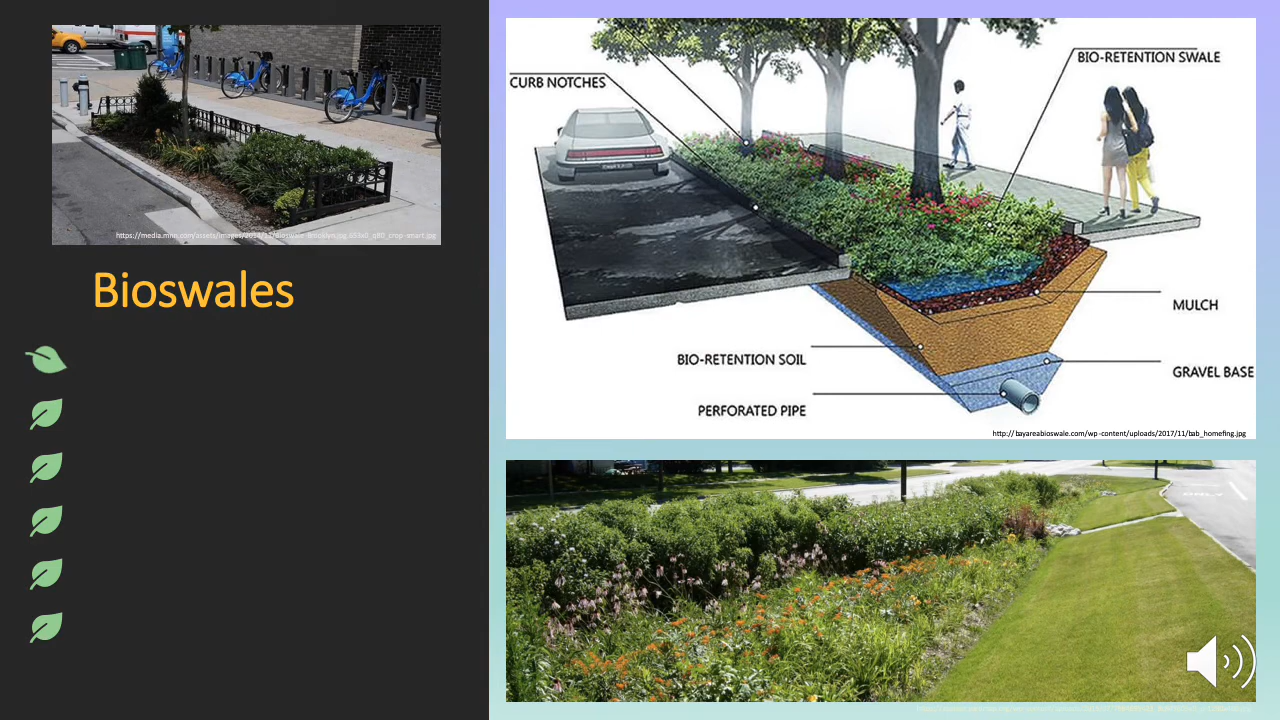 Bioswales
CURB NOTCHES
BIO-RETENTION SWALE
MULCH
BIO-RETENTION SOIL
GRAVEL BASE
PERFORATED PIPE
http://bayareabioswale.com/wp-content/uploads/2017/11/bab_homefing.jpg
ONLY